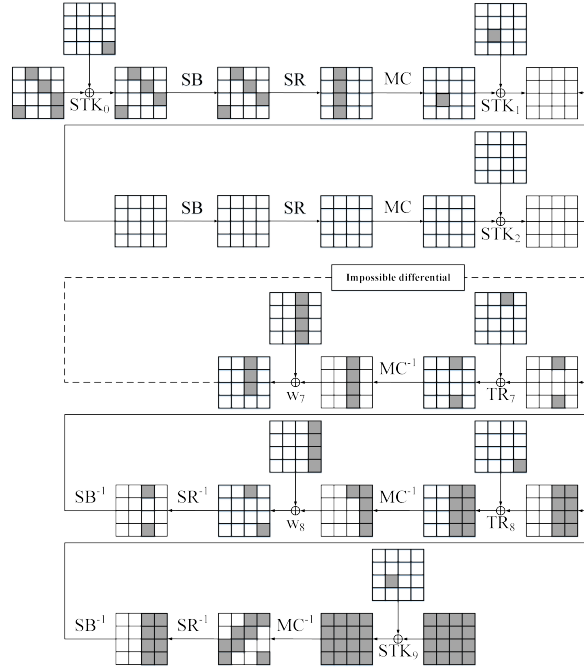 SB SR MC
STK0 STK1
SB SR MC
STK2
Impossible differential
MC-1
w7 TR7
SB-1 SR-1 MC-1
w8 TR8
SB-1 SR-1 MC-1
STK9